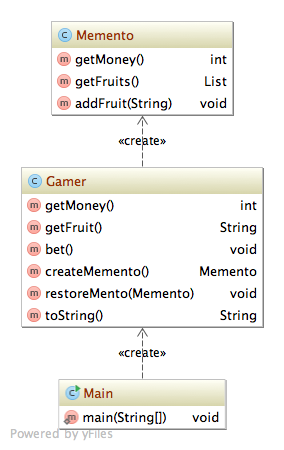 Memento
getMoney() int
getFruits() List
addFruit(String) void
«create»
Gamer
getMoney() int
getFruit() String
bet() void
createMemento() Memento
restoreMento(Memento) void
toString() String
«create»
Main
main(String[]) void
Powered by yFiles